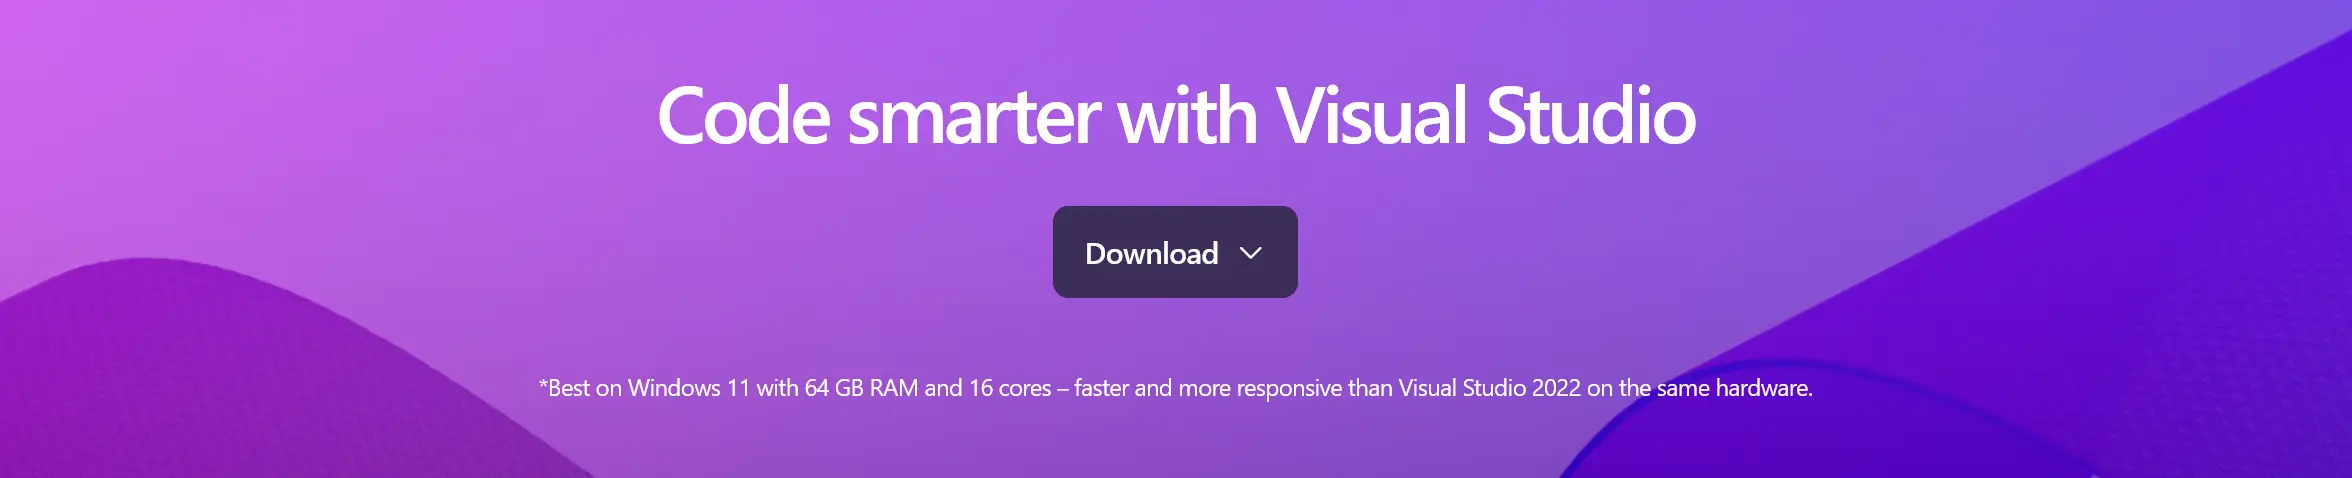 Code smarter with Visual Studio
Download
*Best on Windows 11 with 64 GB RAM and 16 cores – faster and more responsive than Visual Studio 2022 on the same hardware.